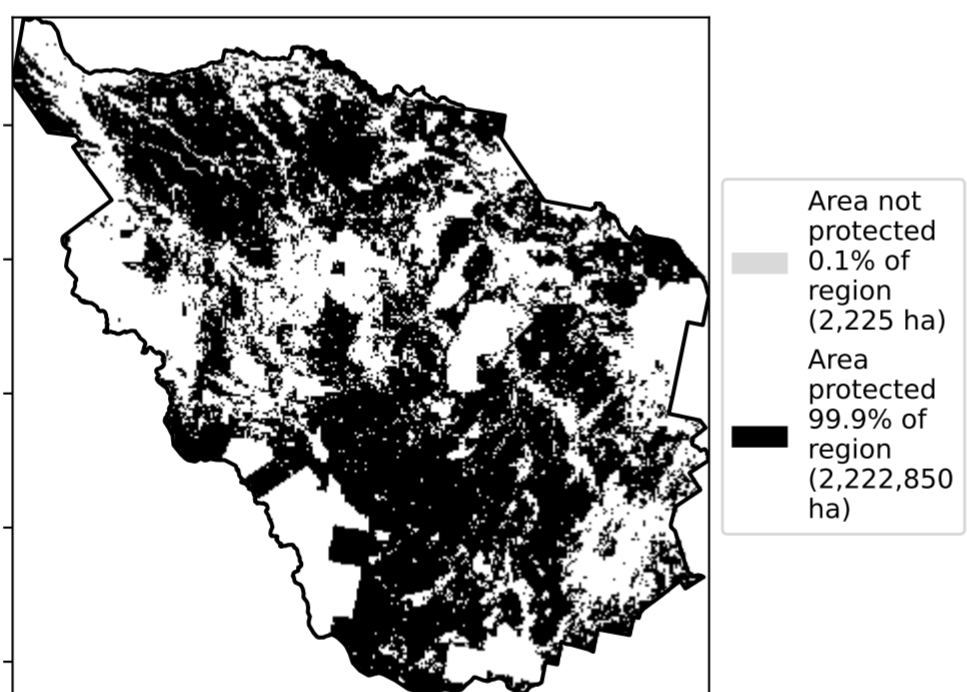 Area not
protected
0.1% of
region
(2,225 ha)
Area
protected
99.9% of
region
(2,222,850
ha)